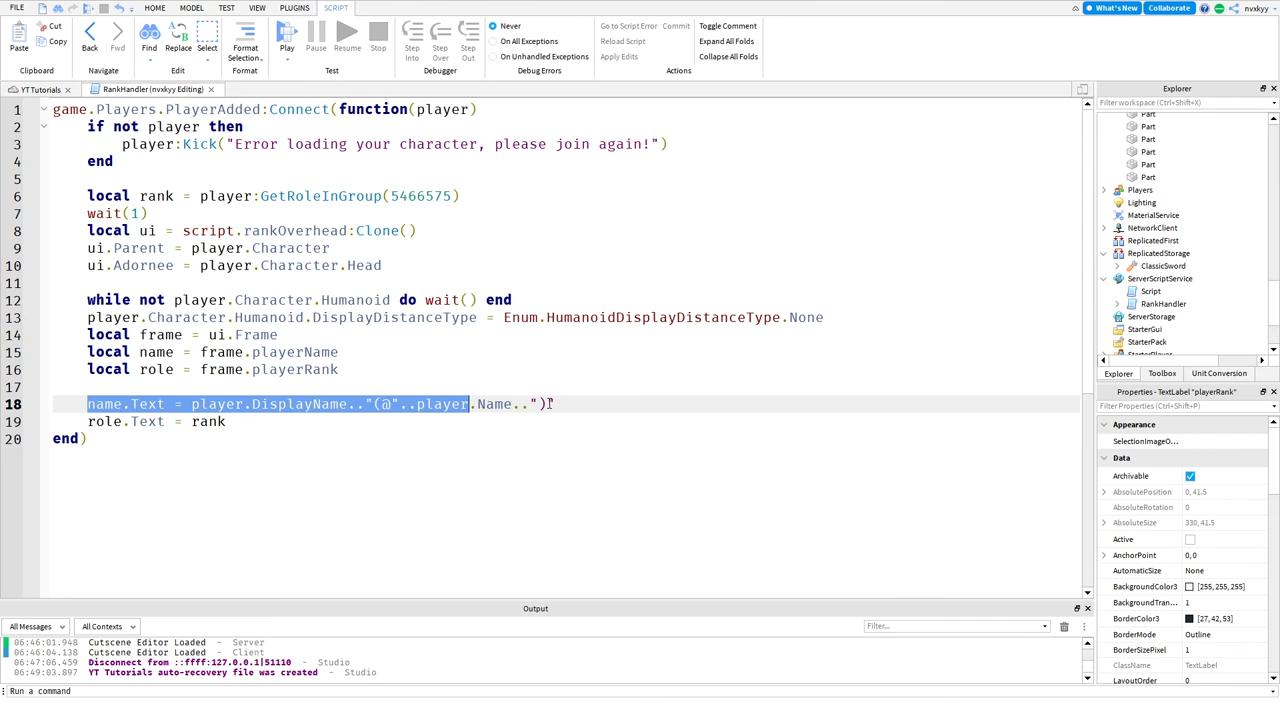 FILE HOME MODEL TEST VIEW PLUGINS SCRIPT What's New Collaborate nvxkyy
Paste Cut Copy Back Fwd Find Replace Select Format Selection Play Pause Resume Stop Step Into Step Over Step Out Never On All Exceptions On Unhandled Exceptions Go to Script Error Commit Reload Script Apply Edits Toggle Comment Expand All Folds Collapse All Folds
Clipboard Navigate Edit Format Test Debugger Debug Errors Actions
YT Tutorials RankHandler (nvxkyy Editing)
1 game.Players.PlayerAdded:Connect(function(player)
2 if not player then
3 player:Kick("Error loading your character, please join again!")
4 end
5
6 local rank = player:GetRoleInGroup(5466575)
7 wait(1)
8 local ui = script.rankOverhead:Clone()
9 ui.Parent = player.Character
10 ui.Adornee = player.Character.Head
11
12 while not player.Character.Humanoid do wait() end
13 player.Character.Humanoid.DisplayDistanceType = Enum.HumanoidDisplayDistanceType.None
14 local frame = ui.Frame
15 local name = frame.playerName
16 local role = frame.playerRank
17
18 name.Text = player.DisplayName.."(@"..player.Name..")"
19 role.Text = rank
20 end)
Explorer
Filter workspace (Ctrl+Shift+X)
Part
Part
Part
Part
Part
Part
Players
Lighting
MaterialService
NetworkClient
ReplicatedFirst
ReplicatedStorage
ClassicSword
ServerScriptService
Script
RankHandler
ServerStorage
StarterGui
StarterPack
StarterPlayer
Explorer Toolbox Unit Conversion
Properties - TextLabel "playerRank"
Filter Properties (Ctrl+Shift+P)
Appearance
SelectionImageO...
Data
Archivable
AbsolutePosition 0, 41.5
AbsoluteRotation 0
AbsoluteSize 330, 41.5
Active
AnchorPoint 0,0
AutomaticSize None
BackgroundColor3 [255, 255, 255]
BackgroundTran... 1
BorderColor3 [27, 42, 53]
BorderMode Outline
BorderSizePixel 1
ClassName TextLabel
LayoutOrder 0
Output
All Messages All Contexts Filter...
06:46:01.948 Cutscene Editor Loaded - Server
06:46:04.138 Cutscene Editor Loaded - Client
06:47:06.459 Disconnect from ::ffff:127.0.0.1|51110 - Studio
06:49:03.897 YT Tutorials auto-recovery file was created - Studio
Run a command